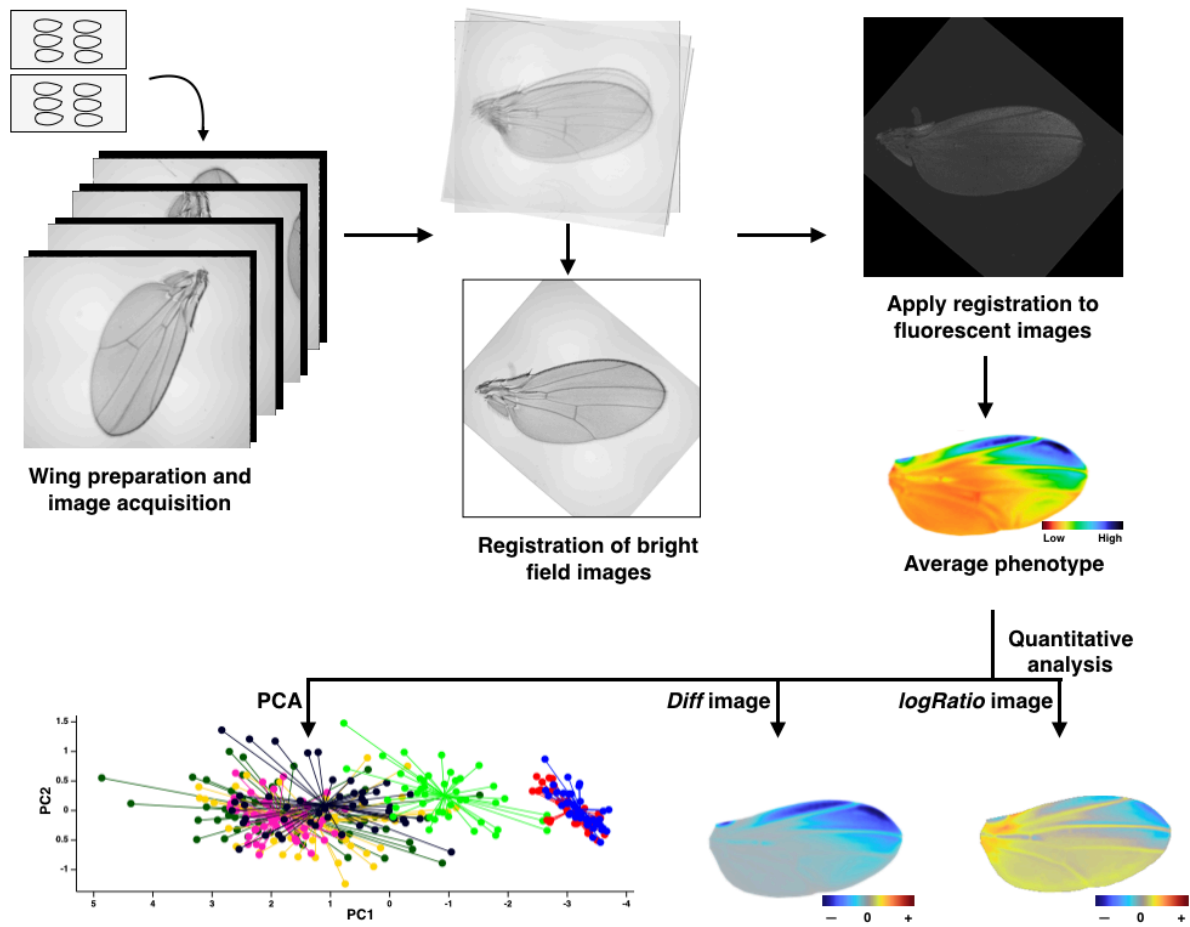 Wing preparation and
image acquisition
Registration of bright
field images
Apply registration to
fluorescent images
Low High
Average phenotype
Quantitative
analysis
PCA
Diff image
logRatio image
1.5
1
0.5
0
-0.5
-1
PC2
5 4 3 2 1 0 -1 -2 -3 -4
PC1
— 0 +
— 0 +